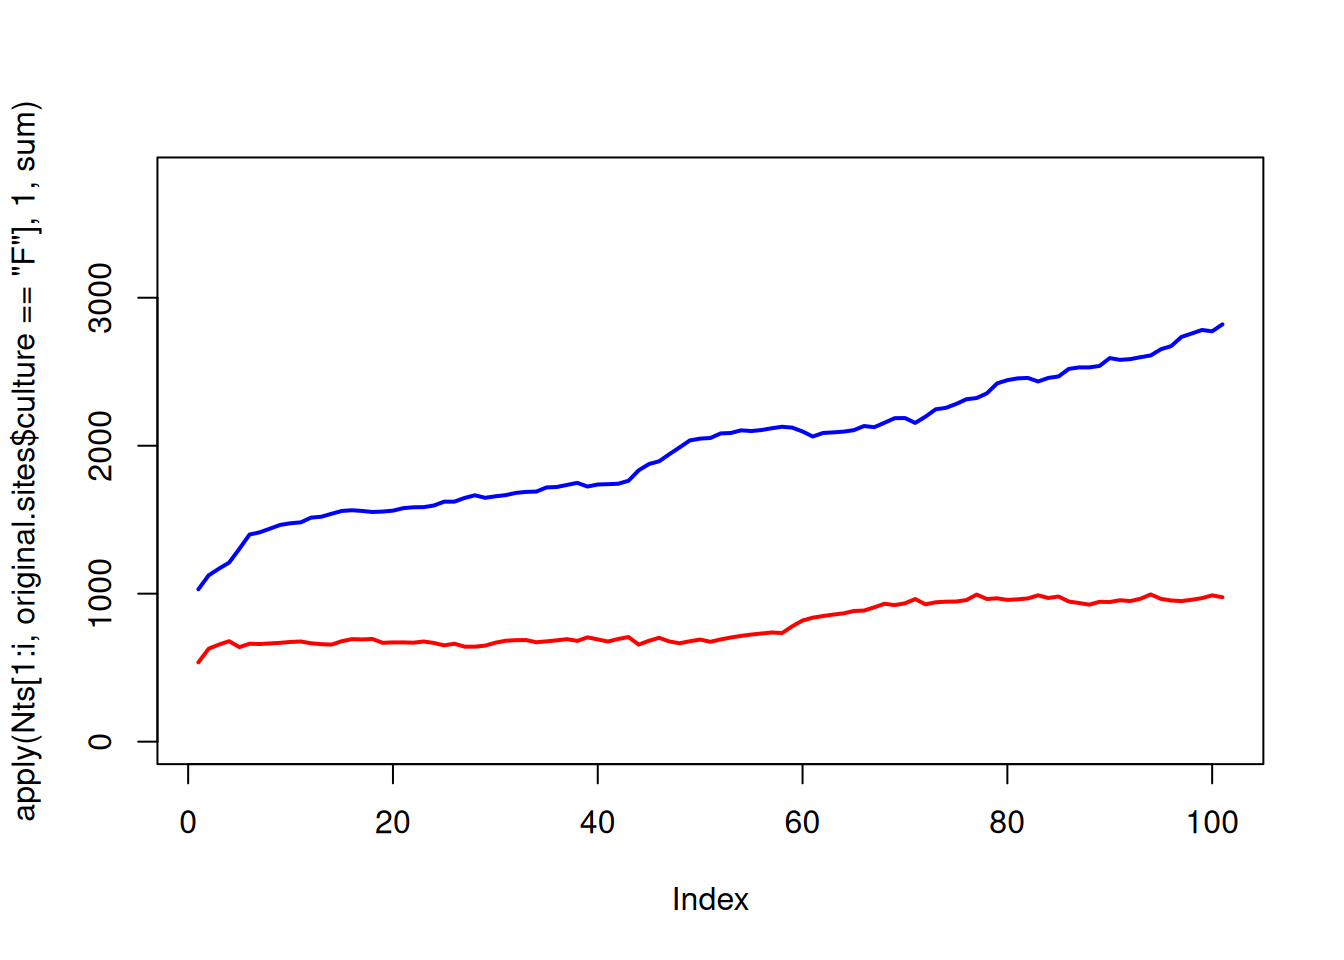 apply(Nts[1:i, original.sites$culture == "F"], 1, sum)
3000
2000
1000
0
0 20 40 60 80 100
Index